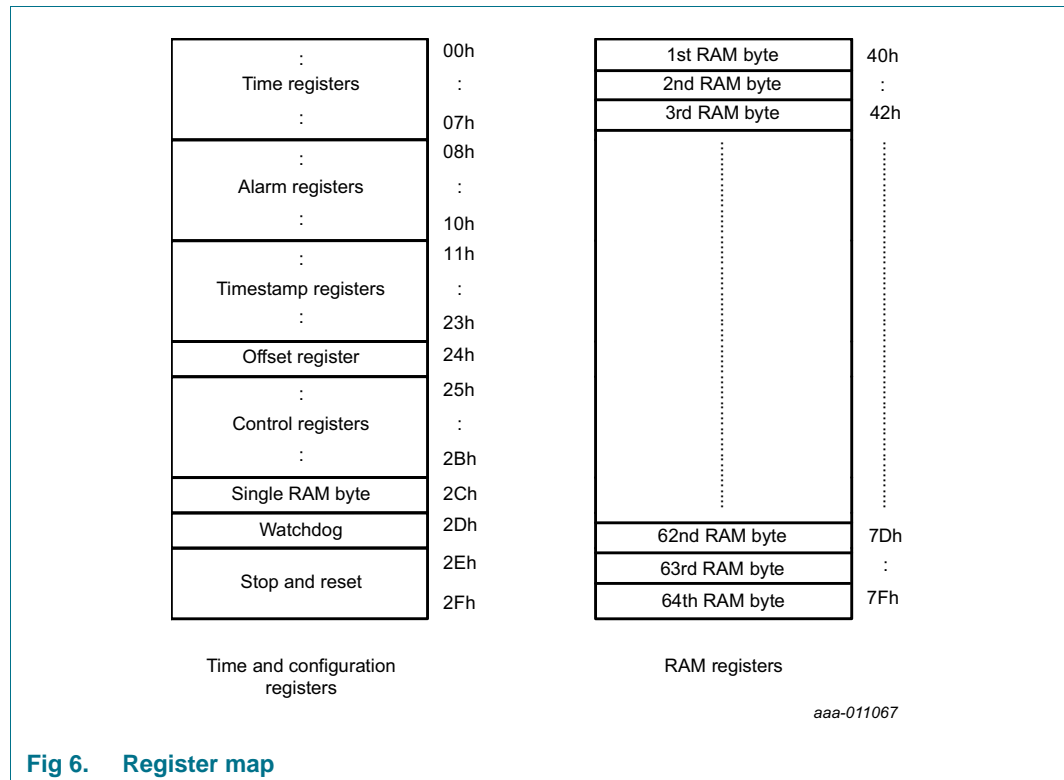 :
Time registers
:
00h
:
07h
:
Alarm registers
:
08h
:
10h
:
Timestamp registers
:
11h
:
23h
Offset register
24h
:
Control registers
:
25h
:
2Bh
Single RAM byte
2Ch
Watchdog
2Dh
Stop and reset
2Eh
2Fh
Time and configuration
registers
1st RAM byte
40h
2nd RAM byte
:
3rd RAM byte
42h
62nd RAM byte
7Dh
63rd RAM byte
:
64th RAM byte
7Fh
RAM registers
aaa-011067
Fig 6. Register map